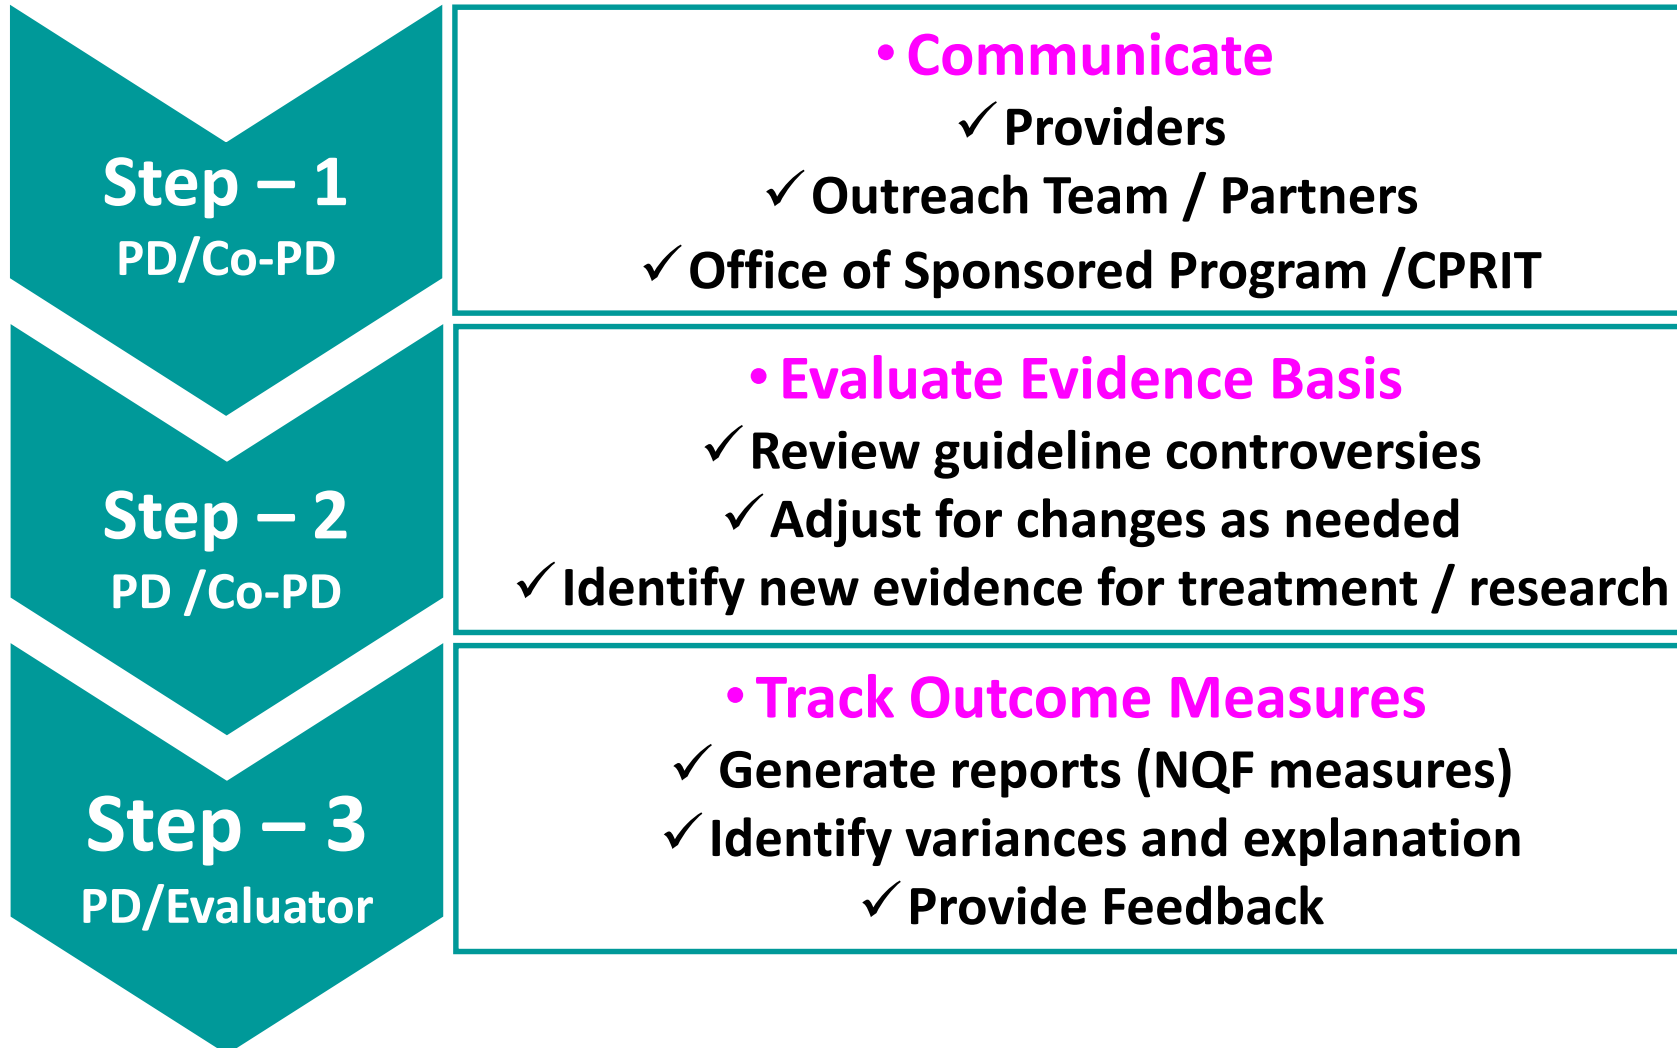 Step – 1
PD/Co-PD
• Communicate
✓ Providers
✓ Outreach Team / Partners
✓ Office of Sponsored Program /CPRIT
Step – 2
PD /Co-PD
• Evaluate Evidence Basis
✓ Review guideline controversies
✓ Adjust for changes as needed
✓ Identify new evidence for treatment / research
Step – 3
PD/Evaluator
• Track Outcome Measures
✓ Generate reports (NQF measures)
✓ Identify variances and explanation
✓ Provide Feedback